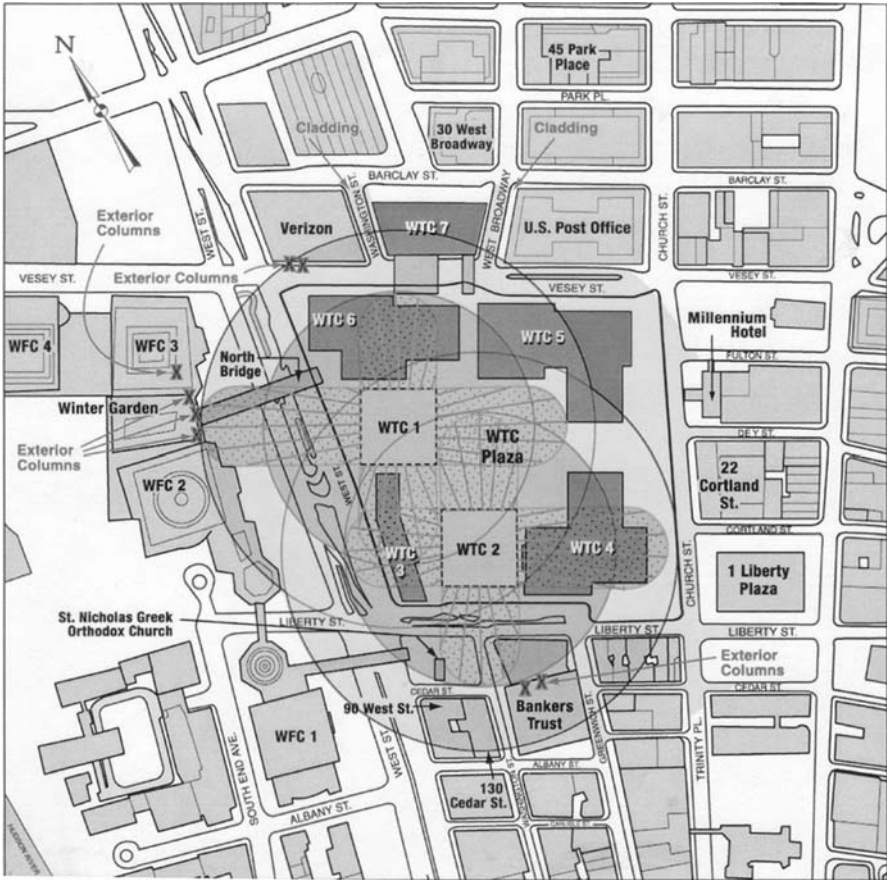 N
45 Park
Place
PARK PL.
Cladding
30 West
Broadway
Cladding
BARCLAY ST.
BARCLAY ST.
WEST ST.
WASHINGTON ST.
WEST BROADWAY
CHURCH ST.
Exterior
Columns
Verizon
WTC 7
U.S. Post Office
VESEY ST.
Exterior Columns
VESEY ST.
VESEY ST.
WFC 4
WFC 3
North
Bridge
WTC 6
WTC 5
Millennium
Hotel
FULTON ST.
Winter Garden
WTC 1
WTC
Plaza
DEY ST.
Exterior
Columns
WFC 2
WEST ST.
22
Cortland
St.
CORTLAND ST.
WTC
3
WTC 2
WTC 4
CHURCH ST.
1 Liberty
Plaza
St. Nicholas Greek
Orthodox Church
LIBERTY ST.
LIBERTY ST.
LIBERTY ST.
Exterior
Columns
CEDAR ST.
CEDAR ST.
90 West St.
Bankers
Trust
GREENWICH ST.
TRINITY PL.
WFC 1
WEST ST.
SOUTH END AVE.
ALBANY ST.
WASHINGTON ST.
130
Cedar St.
ALBANY ST.
CARLISLE ST.